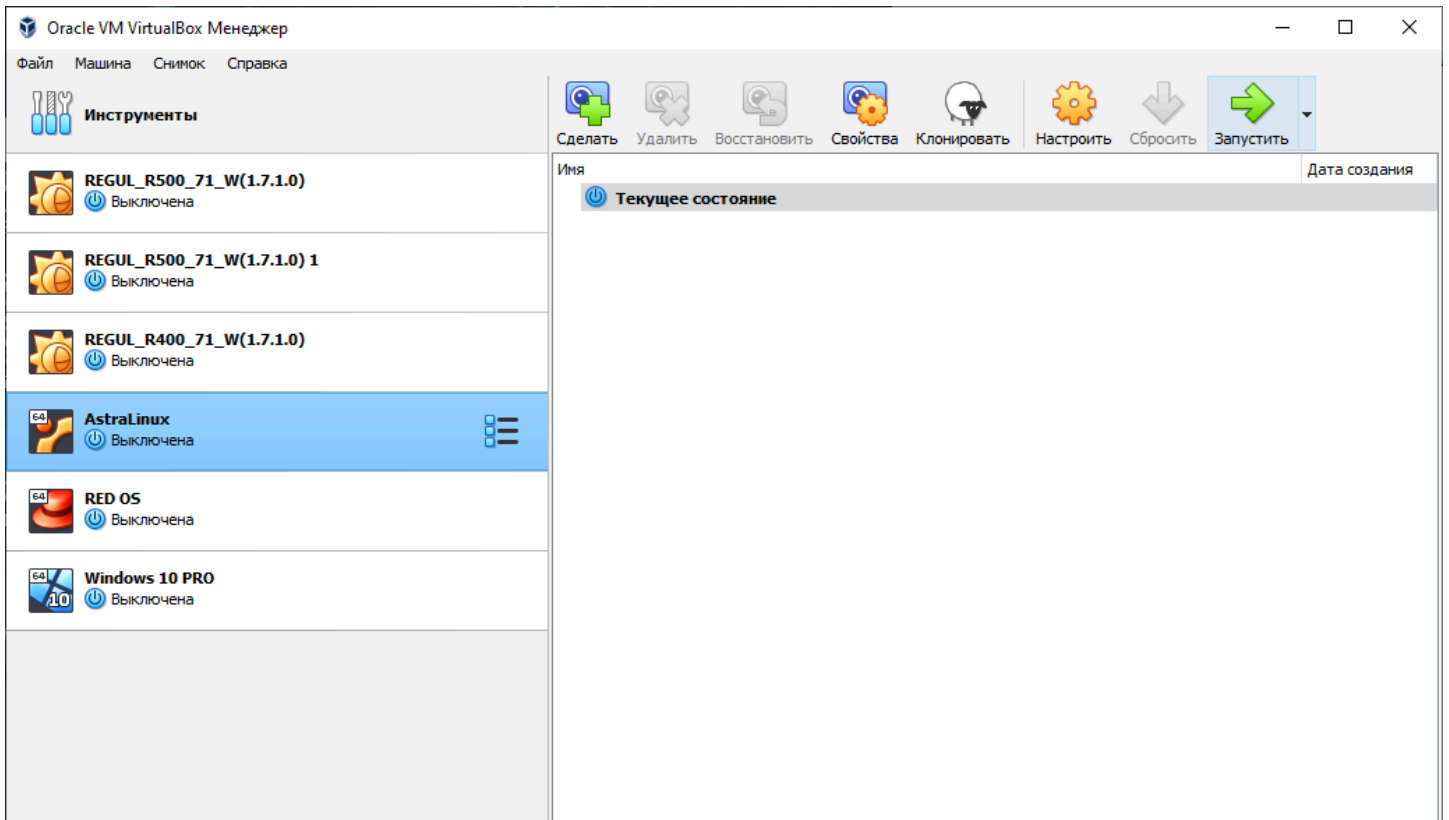 Oracle VM VirtualBox Менеджер
Файл Машина Снимок Справка
Инструменты
Сделать Удалить Восстановить Свойства Клонировать Настроить Сбросить Запустить
Имя Дата создания
Текущее состояние
REGUL_R500_71_W(1.7.1.0)
Выключена
REGUL_R500_71_W(1.7.1.0) 1
Выключена
REGUL_R400_71_W(1.7.1.0)
Выключена
64
AstraLinux
Выключена
64
RED OS
Выключена
64
10
Windows 10 PRO
Выключена